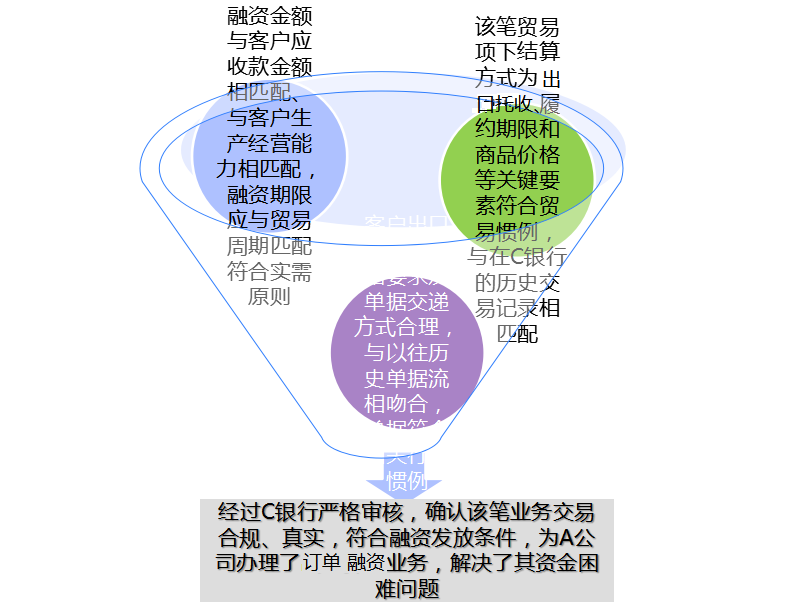 融资金额
与客户应
收款金额
相匹配、
与客户生
产经营能
力相匹配，
融资期限
应与贸易
周期匹配
符合实需
原则
该笔贸易
项下结算
方式为 出
口托收、履
约期限和
商品价格
等关键要
素符合贸
易惯例，
与在C银行
的历史交
易记录相
匹配
客户出口
单据交递
方式合理，
与以往历
史单据流
相吻合，
惯例
经过C银行严格审核，确认该笔业务交易
合规、真实，符合融资发放条件，为A公
司办理了 订单 融资业务，解决了其资金困
难问题